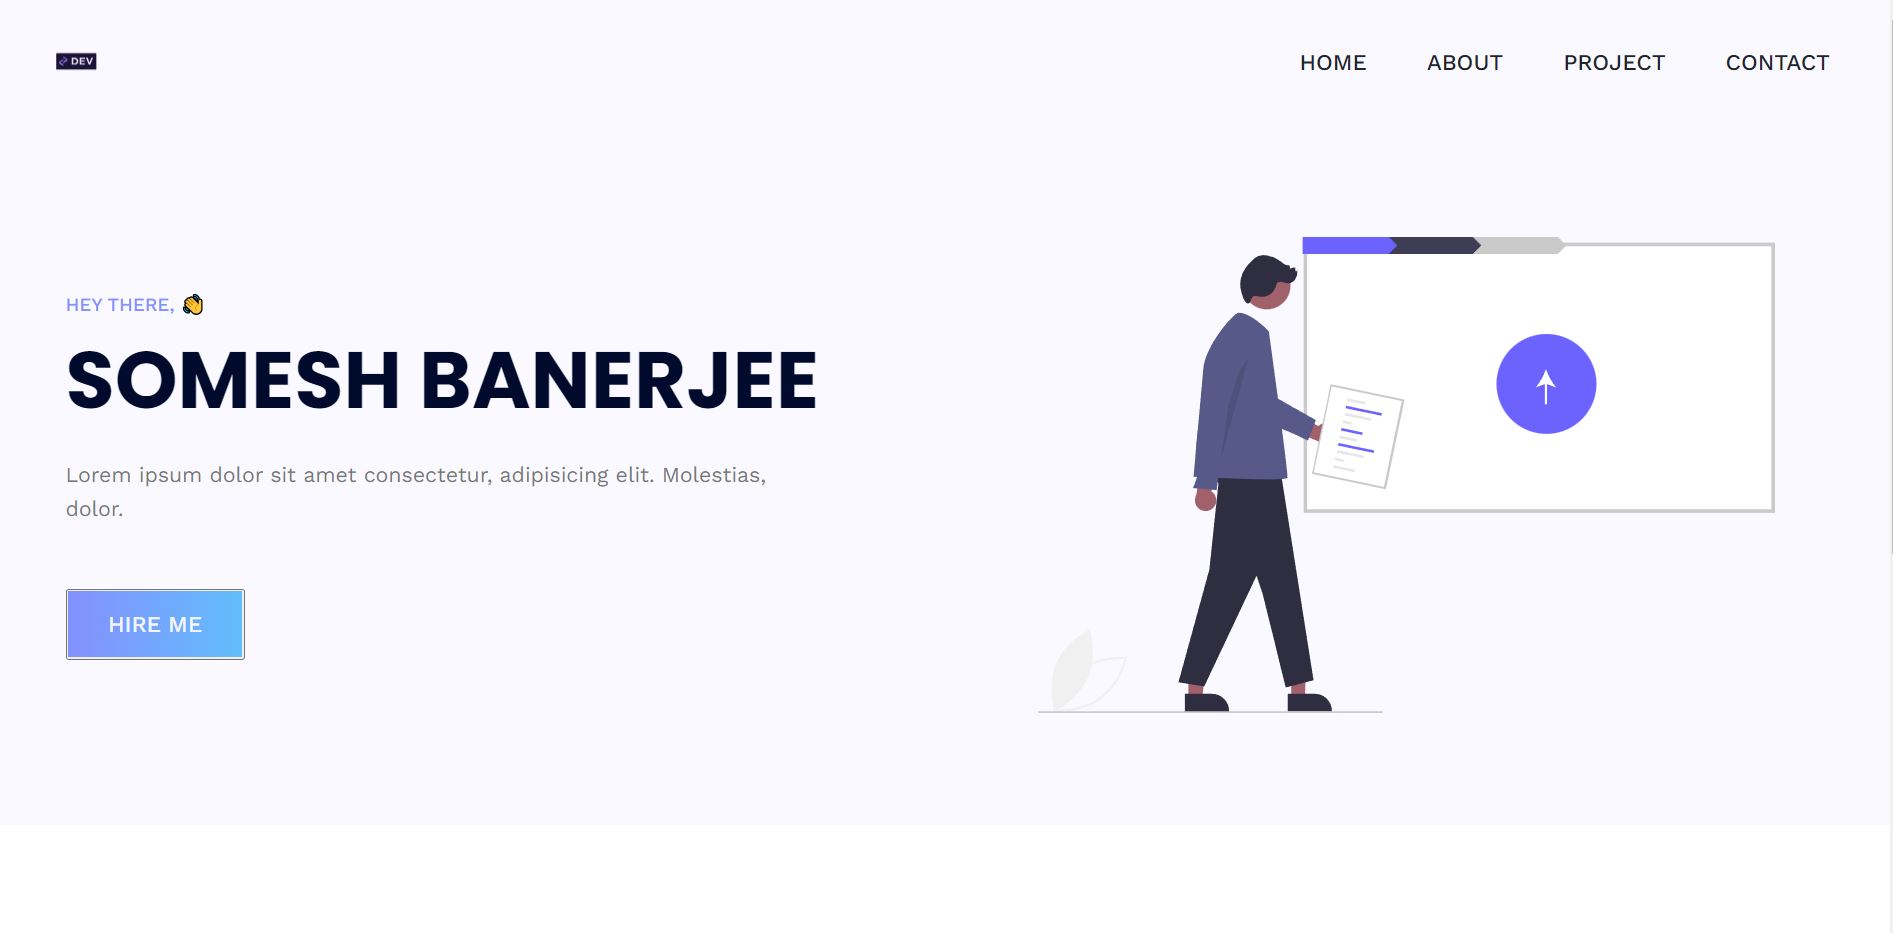 DEV
HOME ABOUT PROJECT CONTACT
HEY THERE, 👋
SOMESH BANERJEE
Lorem ipsum dolor sit amet consectetur, adipisicing elit. Molestias,
dolor.
HIRE ME